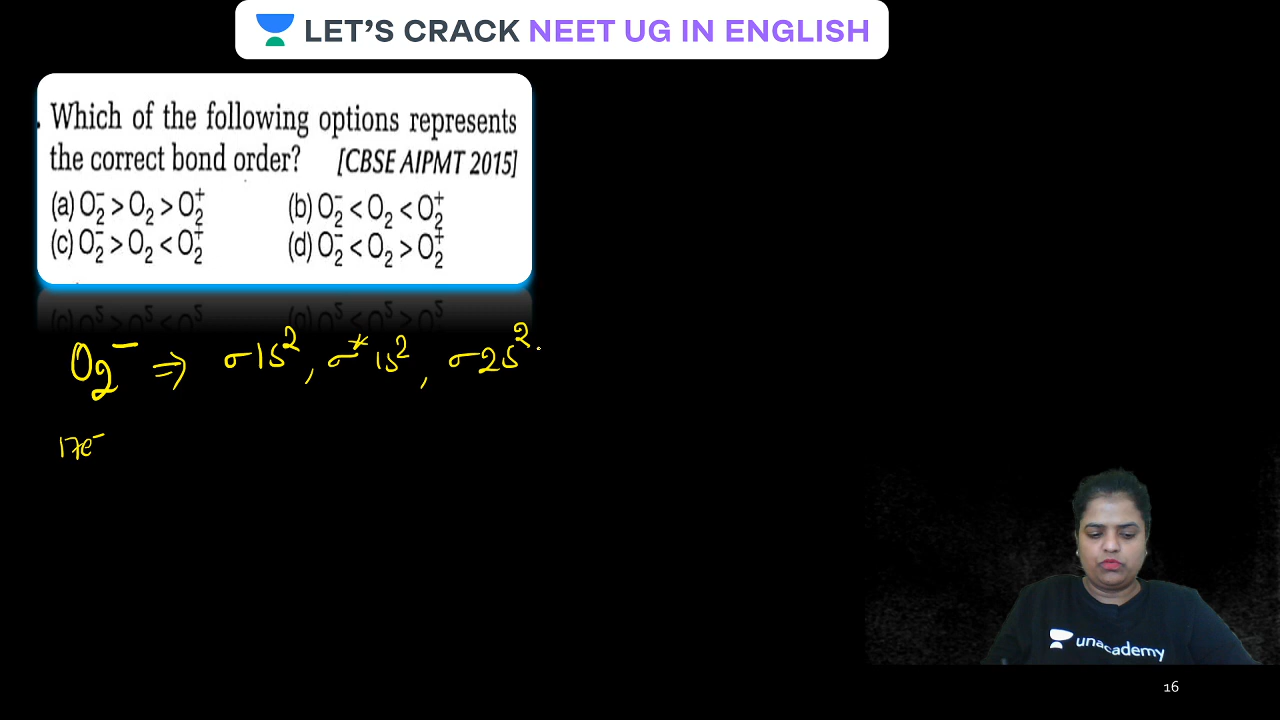 LET'S CRACK NEET UG IN ENGLISH
. Which of the following options represents
the correct bond order? [CBSE AIPMT 2015]
(a) O₂⁻ > O₂ > O₂⁺ (b) O₂⁻ < O₂ < O₂⁺
(c) O₂⁻ > O₂ < O₂⁺ (d) O₂⁻ < O₂ > O₂⁺
O₂⁻ ⇒ σ1s², σ*1s², σ2s².
17e⁻
unacademy
16